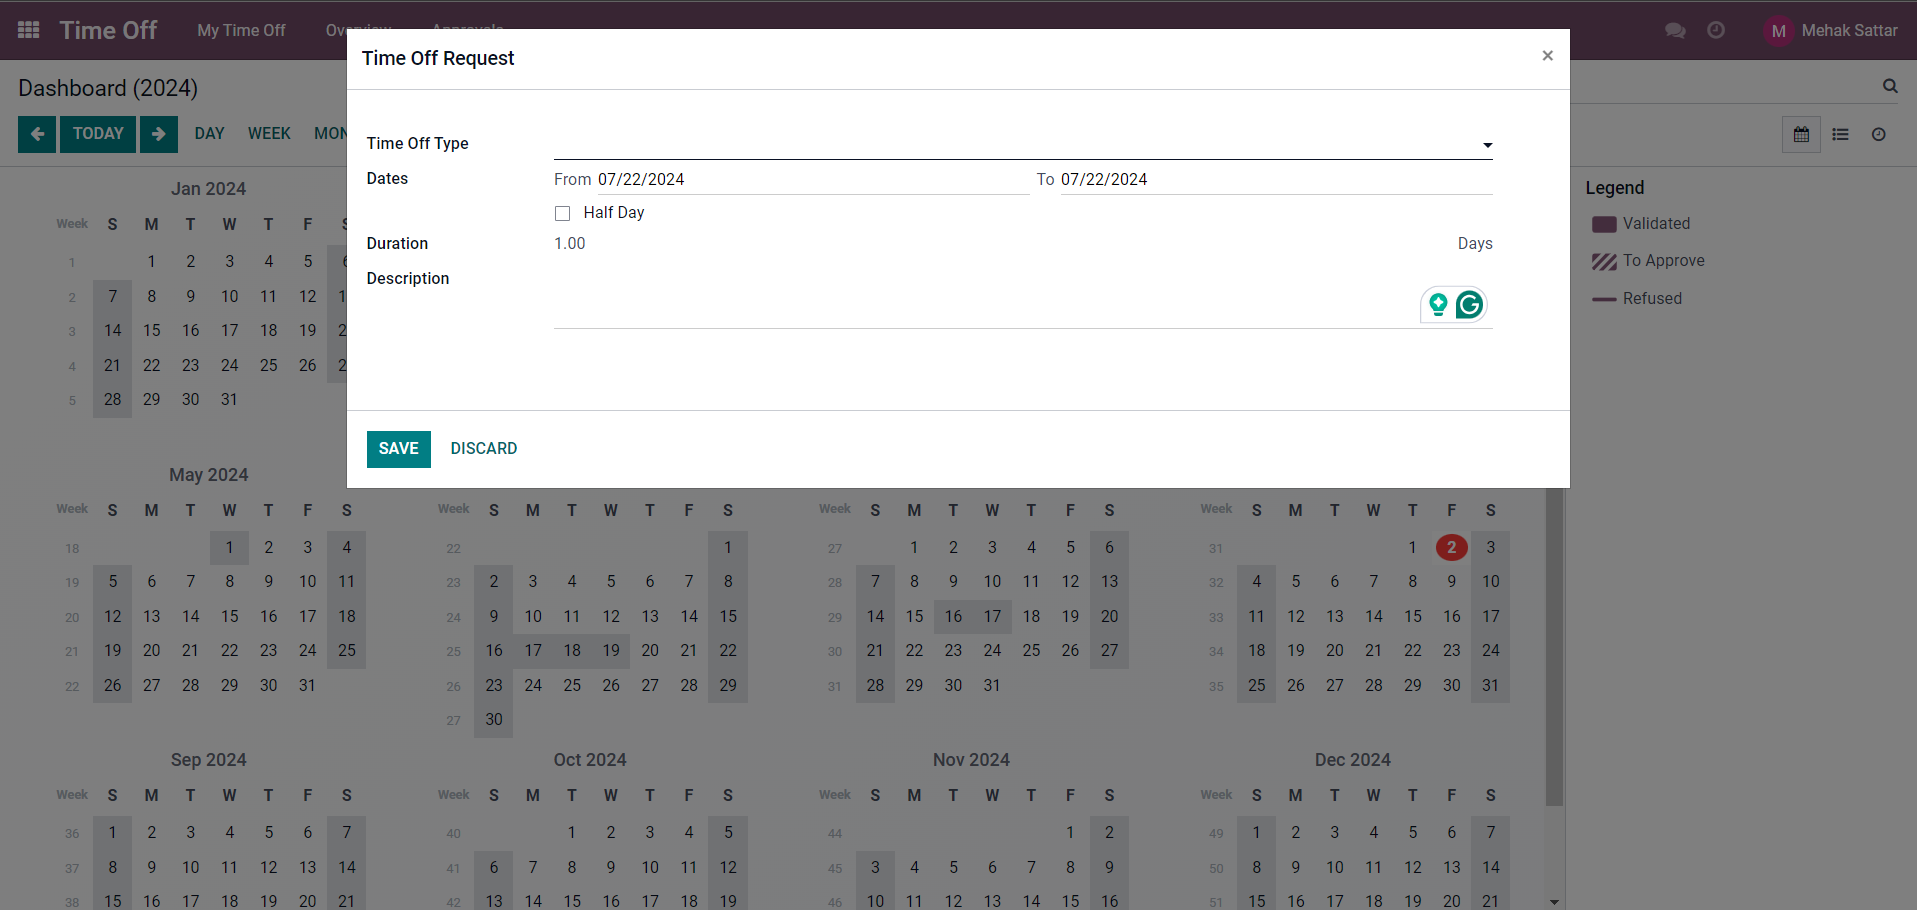 Time Off My Time Off Overview Approvals M Mehak Sattar
Time Off Request ×
Dashboard (2024)
TODAY DAY WEEK MON
Time Off Type
Dates From 07/22/2024 To 07/22/2024
Half Day
Duration 1.00 Days
Description
SAVE DISCARD
Legend
Validated
To Approve
Refused
Jan 2024
Week S M T W T F S
1 1 2 3 4 5 6
2 7 8 9 10 11 12 1
3 14 15 16 17 18 19 2
4 21 22 23 24 25 26 2
5 28 29 30 31
May 2024
Week S M T W T F S
18 1 2 3 4
19 5 6 7 8 9 10 11
20 12 13 14 15 16 17 18
21 19 20 21 22 23 24 25
22 26 27 28 29 30 31
Week S M T W T F S
22 1
23 2 3 4 5 6 7 8
24 9 10 11 12 13 14 15
25 16 17 18 19 20 21 22
26 23 24 25 26 27 28 29
27 30
Week S M T W T F S
27 1 2 3 4 5 6
28 7 8 9 10 11 12 13
29 14 15 16 17 18 19 20
30 21 22 23 24 25 26 27
31 28 29 30 31
Week S M T W T F S
31 1 2 3
32 4 5 6 7 8 9 10
33 11 12 13 14 15 16 17
34 18 19 20 21 22 23 24
35 25 26 27 28 29 30 31
Sep 2024
Week S M T W T F S
36 1 2 3 4 5 6 7
37 8 9 10 11 12 13 14
38 15 16 17 18 19 20 21
Oct 2024
Week S M T W T F S
40 1 2 3 4 5
41 6 7 8 9 10 11 12
42 13 14 15 16 17 18 19
Nov 2024
Week S M T W T F S
44 1 2
45 3 4 5 6 7 8 9
46 10 11 12 13 14 15 16
Dec 2024
Week S M T W T F S
49 1 2 3 4 5 6 7
50 8 9 10 11 12 13 14
51 15 16 17 18 19 20 21